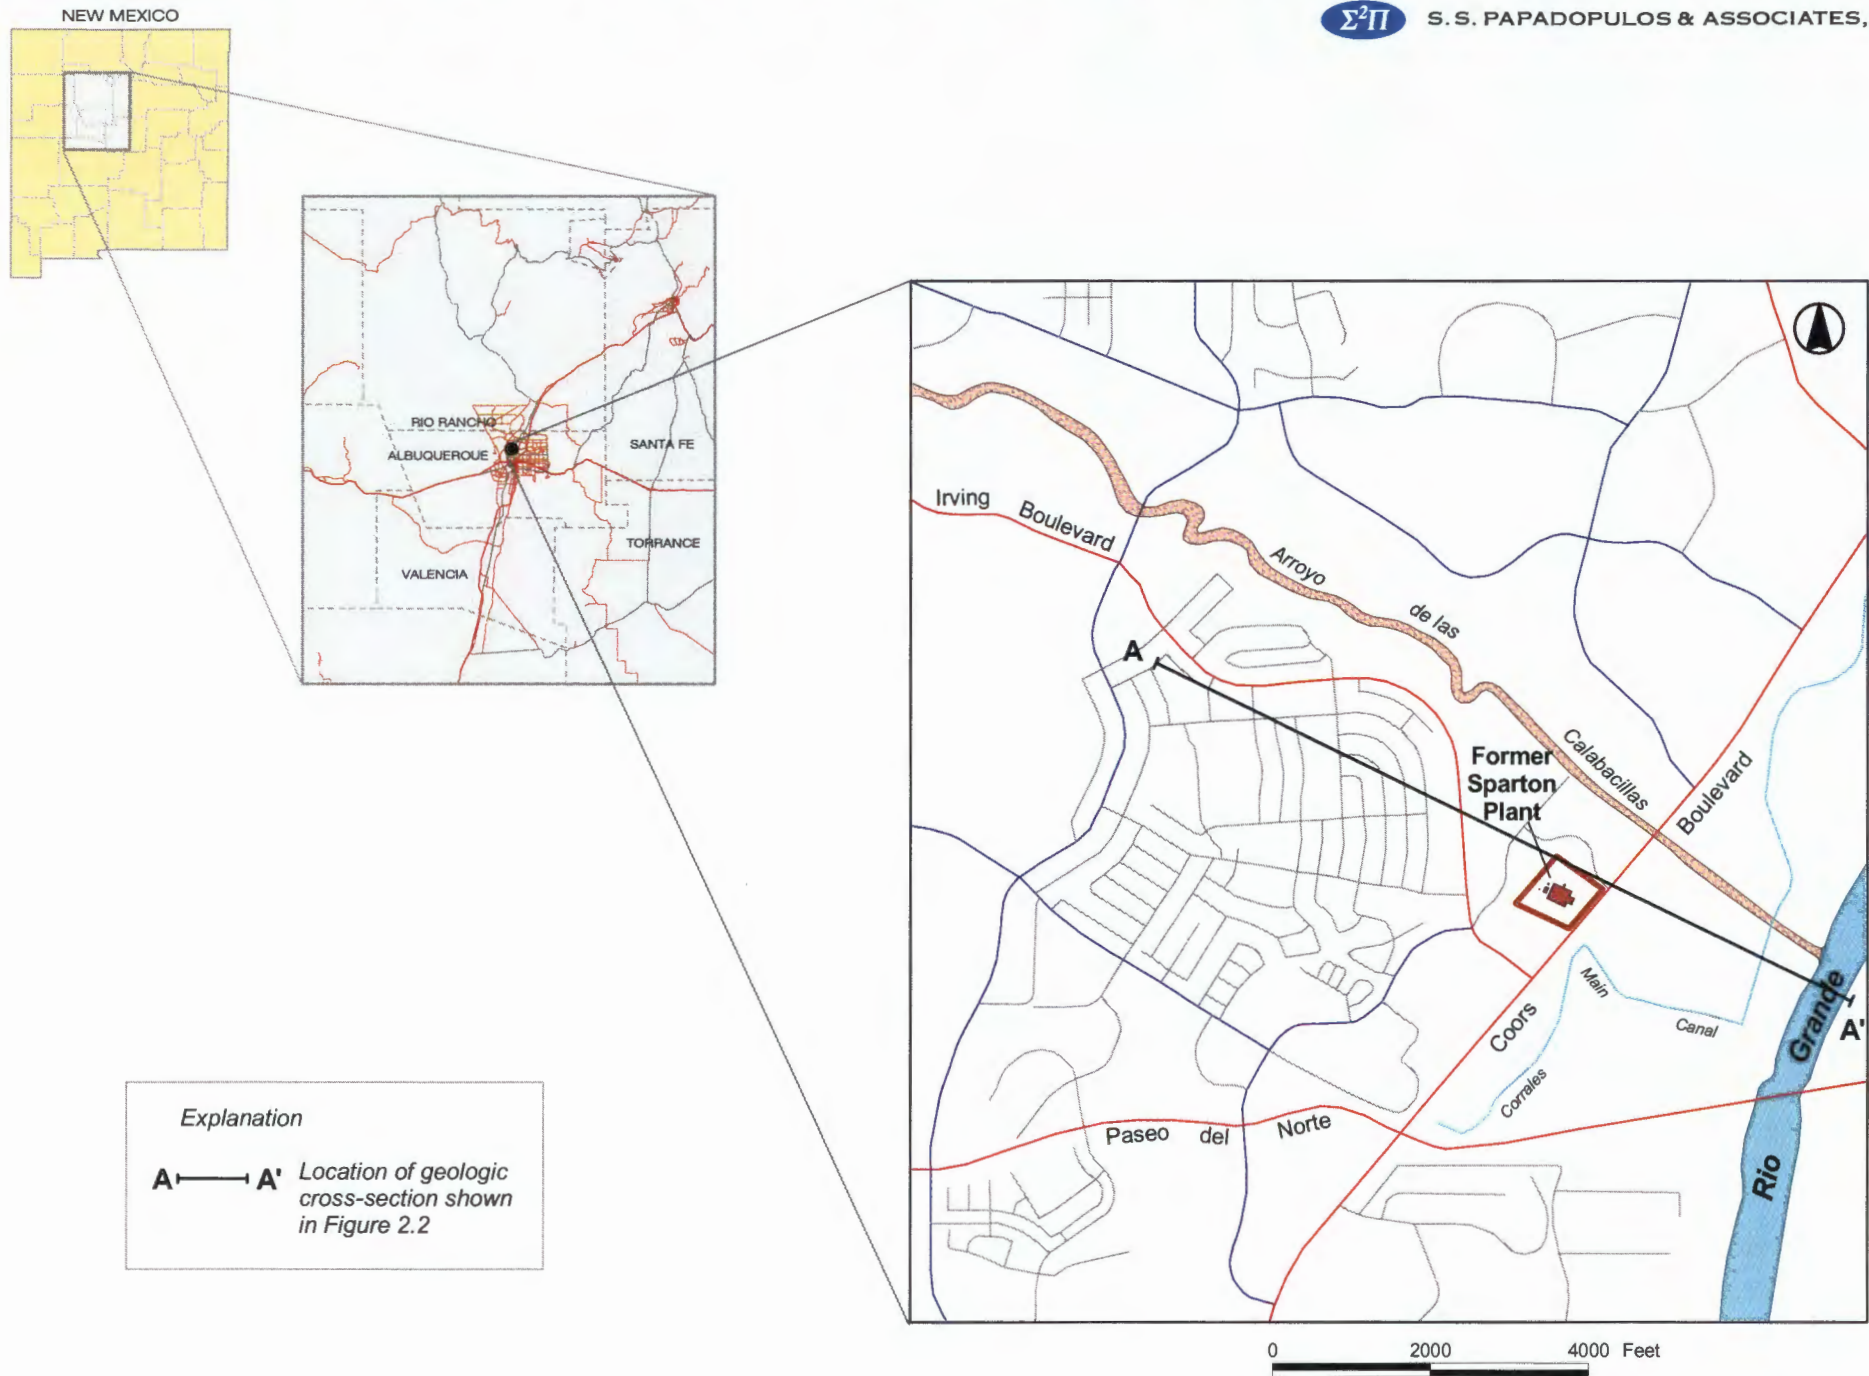 NEW MEXICO
Σ²Π S.S. PAPADOPULOS & ASSOCIATES,
RIO RANCHO
ALBUQUERQUE
SANTA FE
TORRANCE
VALENCIA
Irving Boulevard
Arroyo
de las
Calabacillas
A
Former
Sparton
Plant
Boulevard
Coors
Main
Canal
Corrales
Rio
Grande
A'
Paseo del Norte
Explanation
A A' Location of geologic
cross-section shown
in Figure 2.2
0 2000 4000 Feet